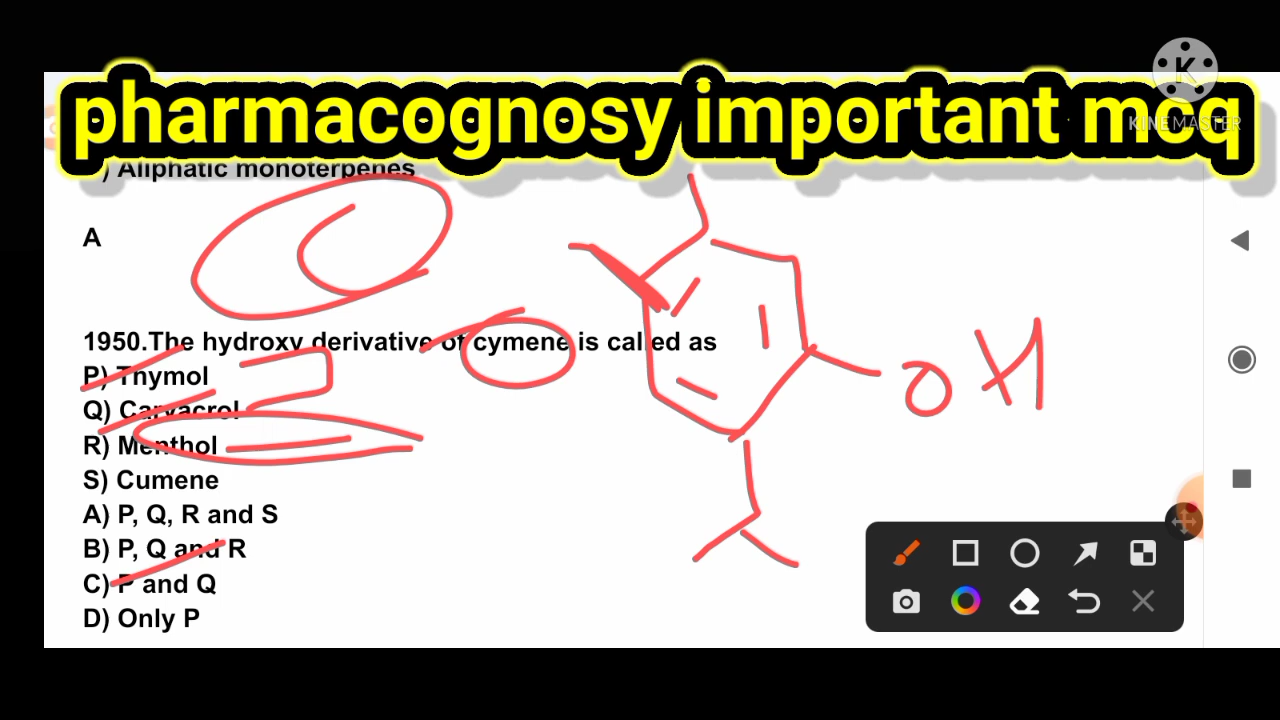 pharmacognosy important mcq
K
KINEMASTER
) Aliphatic monoterpenes
A
1950.The hydroxy derivative of cymene is called as
P) Thymol
Q) Carvacrol
R) Menthol
S) Cumene
A) P, Q, R and S
B) P, Q and R
C) P and Q
D) Only P
OH